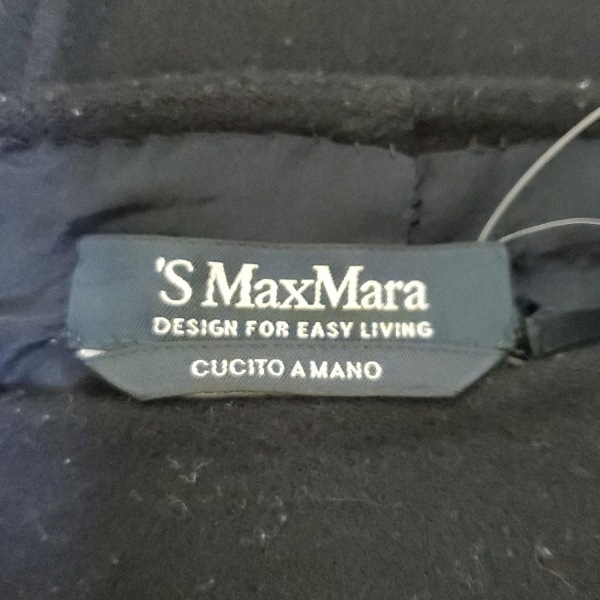 'S MaxMara
DESIGN FOR EASY LIVING
CUCITO A MANO